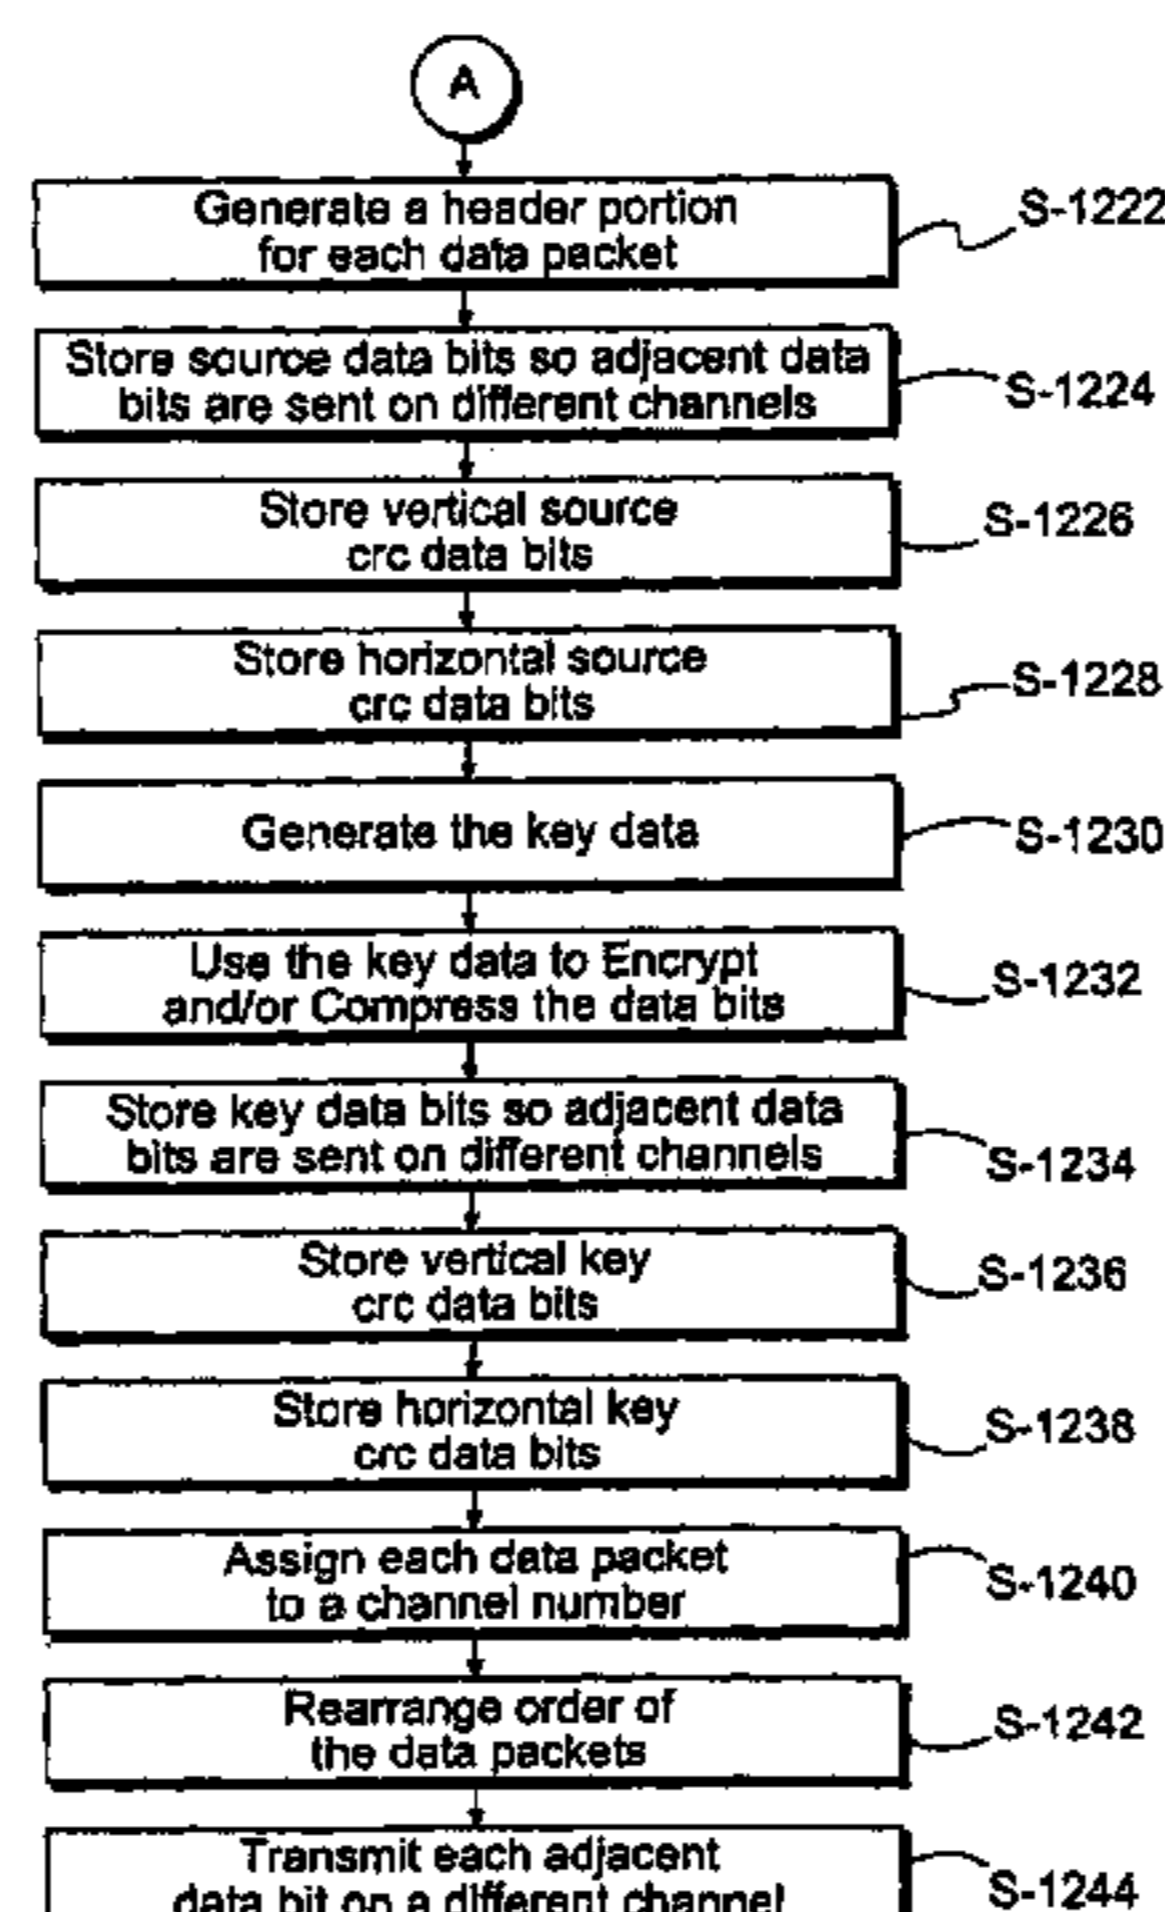 A
Generate a header portion
for each data packet
S-1222
Store source data bits so adjacent data
bits are sent on different channels
S-1224
Store vertical source
crc data bits
S-1226
Store horizontal source
crc data bits
S-1228
Generate the key data
S-1230
Use the key data to Encrypt
and/or Compress the data bits
S-1232
Store key data bits so adjacent data
bits are sent on different channels
S-1234
Store vertical key
crc data bits
S-1236
Store horizontal key
crc data bits
S-1238
Assign each data packet
to a channel number
S-1240
Rearrange order of
the data packets
S-1242
Transmit each adjacent
data bit on a different channel
S-1244